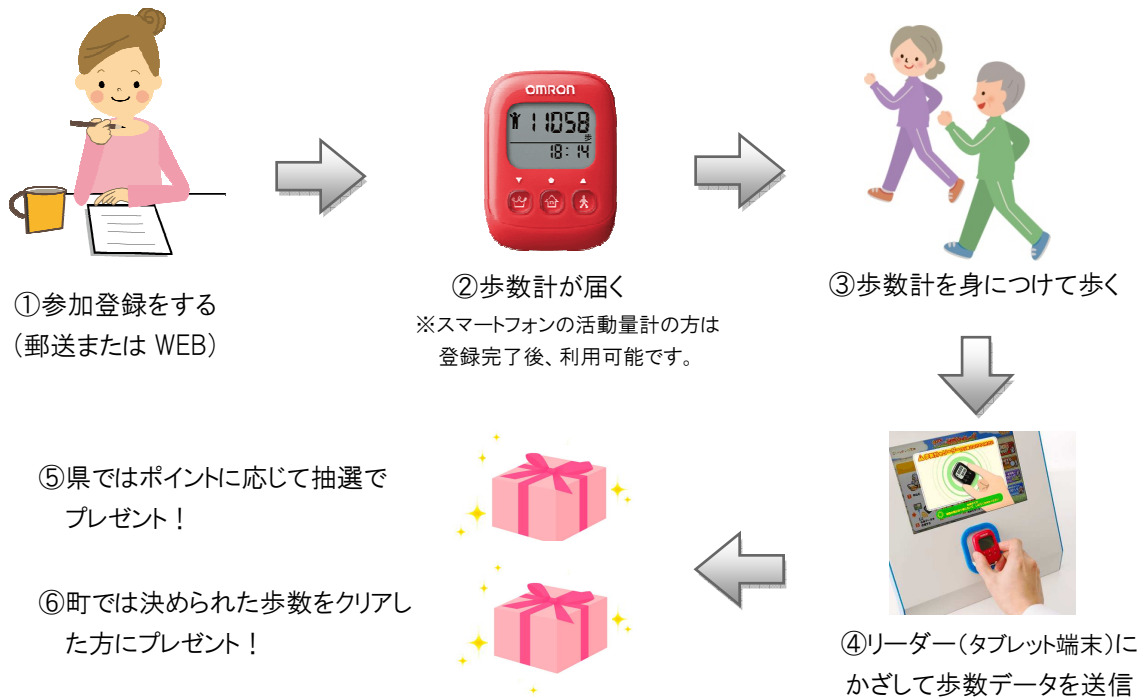 ①参加登録をする
(郵送または WEB)
OMRON
11058
歩
18:14
②歩数計が届く
※スマートフォンの活動量計の方は
登録完了後、利用可能です。
③歩数計を身につけて歩く
④リーダー(タブレット端末)に
かざして歩数データを送信
⑤県ではポイントに応じて抽選で
プレゼント！
⑥町では決められた歩数をクリアし
た方にプレゼント！